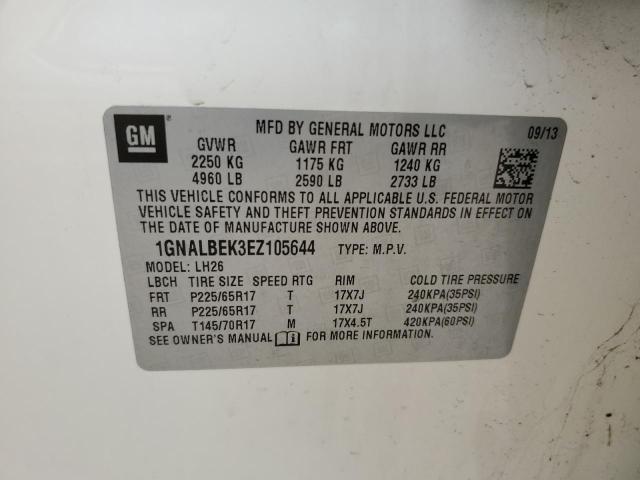 GM
MFD BY GENERAL MOTORS LLC 09/13
GVWR GAWR FRT GAWR RR
2250 KG 1175 KG 1240 KG
4960 LB 2590 LB 2733 LB
THIS VEHICLE CONFORMS TO ALL APPLICABLE U.S. FEDERAL MOTOR
VEHICLE SAFETY AND THEFT PREVENTION STANDARDS IN EFFECT ON
THE DATE OF MANUFACTURE SHOWN ABOVE.
1GNALBEK3EZ105644 TYPE: M.P.V.
MODEL: LH26
LBCH TIRE SIZE SPEED RTG RIM COLD TIRE PRESSURE
FRT P225/65R17 T 17X7J 240KPA(35PSI)
RR P225/65R17 T 17X7J 240KPA(35PSI)
SPA T145/70R17 M 17X4.5T 420KPA(60PSI)
SEE OWNER'S MANUAL FOR MORE INFORMATION.